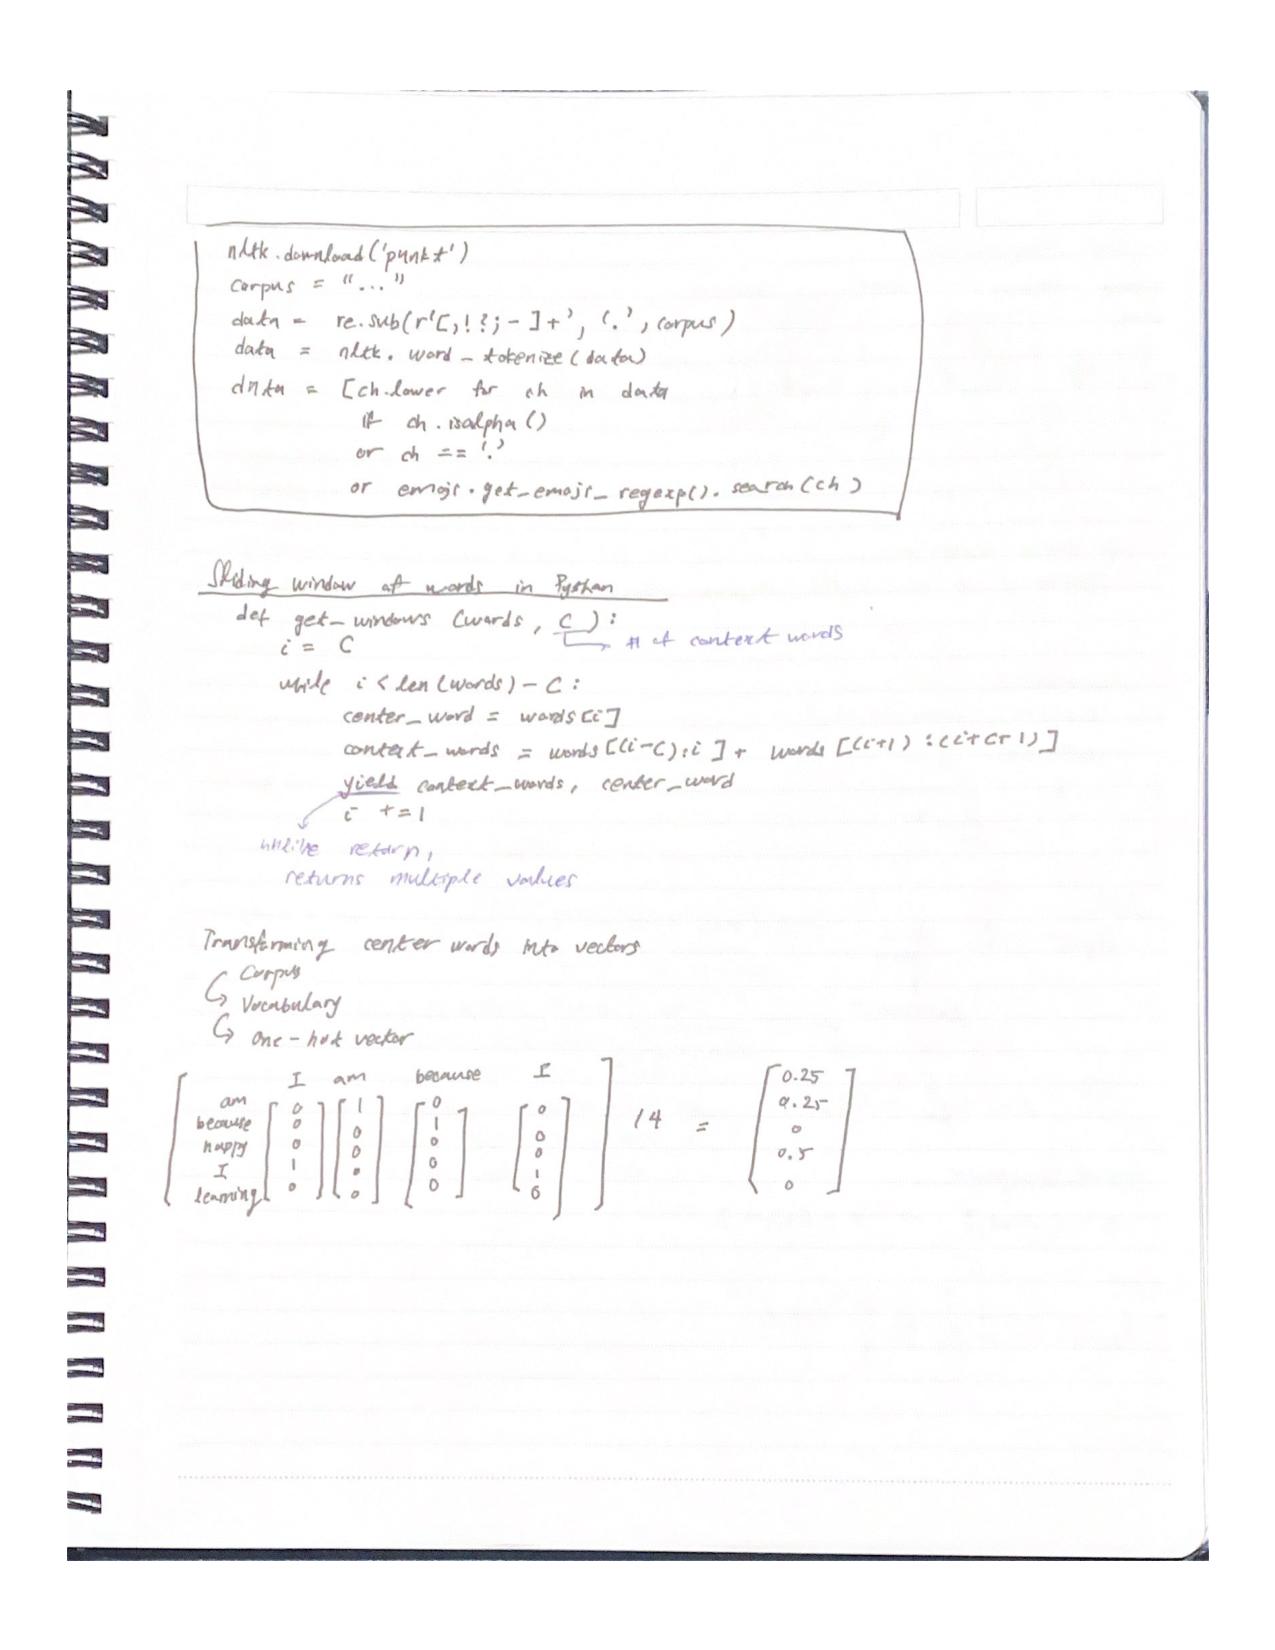 nltk.download('punkt')
corpus = "..."
data = re.sub(r'[,!?;-]+', '.', corpus)
data = nltk.word_tokenize(data)
data = [ch.lower for ch in data
if ch.isalpha()
or ch == '.'
or emoji.get_emoji_regexp().search(ch)
Sliding window of words in Python
def get_windows (words, C):
# of context words
i = C
while i < len(words) - C:
center_word = words[i]
context_words = words[(i-C):i] + words[(i+1):(i+C+1)]
yield context_words, center_word
i += 1
unlike return,
returns multiple values
Transforming center words into vectors
Corpus
Vocabulary
One-hot vector
I am because I
am 0 1 0 0 0.25
because 0 0 1 0 / 4 = 0.25
happy 0 0 0 0 0
I 1 0 0 1 0.5
learning 0 0 0 0 0